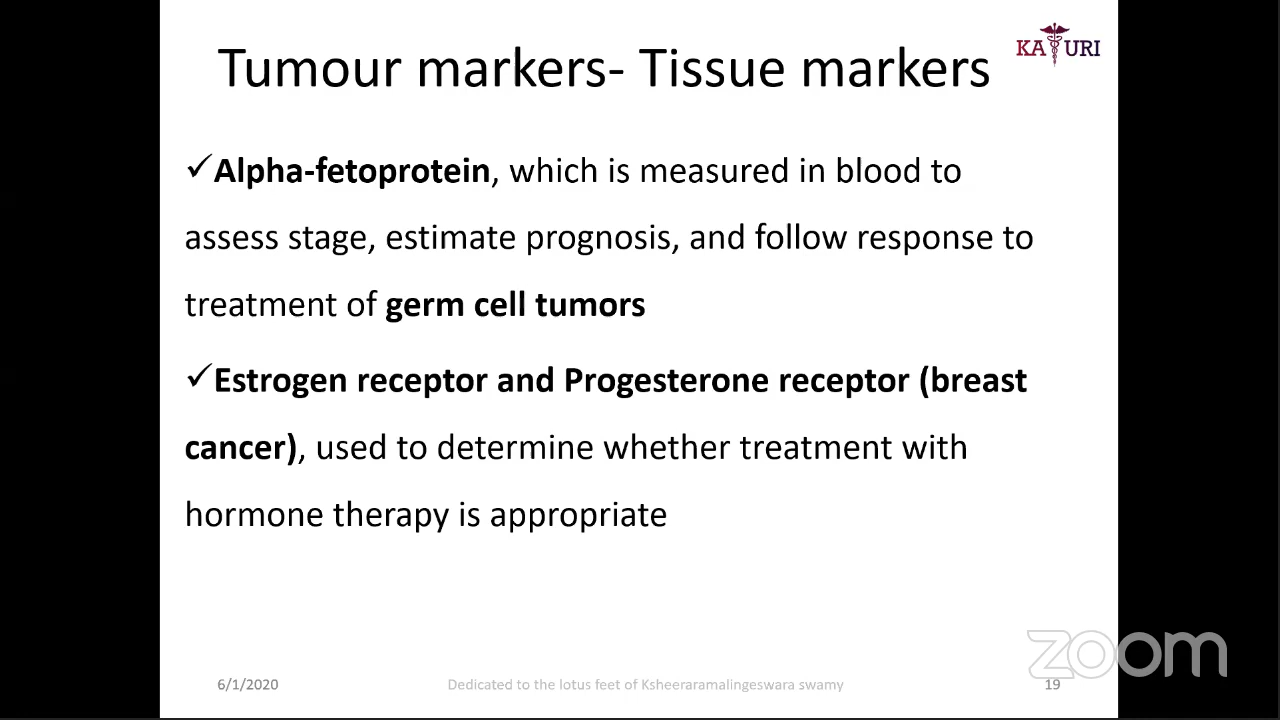 Tumour markers- Tissue markers
KATURI
✓Alpha-fetoprotein, which is measured in blood to
assess stage, estimate prognosis, and follow response to
treatment of germ cell tumors
✓Estrogen receptor and Progesterone receptor (breast
cancer), used to determine whether treatment with
hormone therapy is appropriate
zoom
6/1/2020
Dedicated to the lotus feet of Ksheeraramalingeswara swamy
19